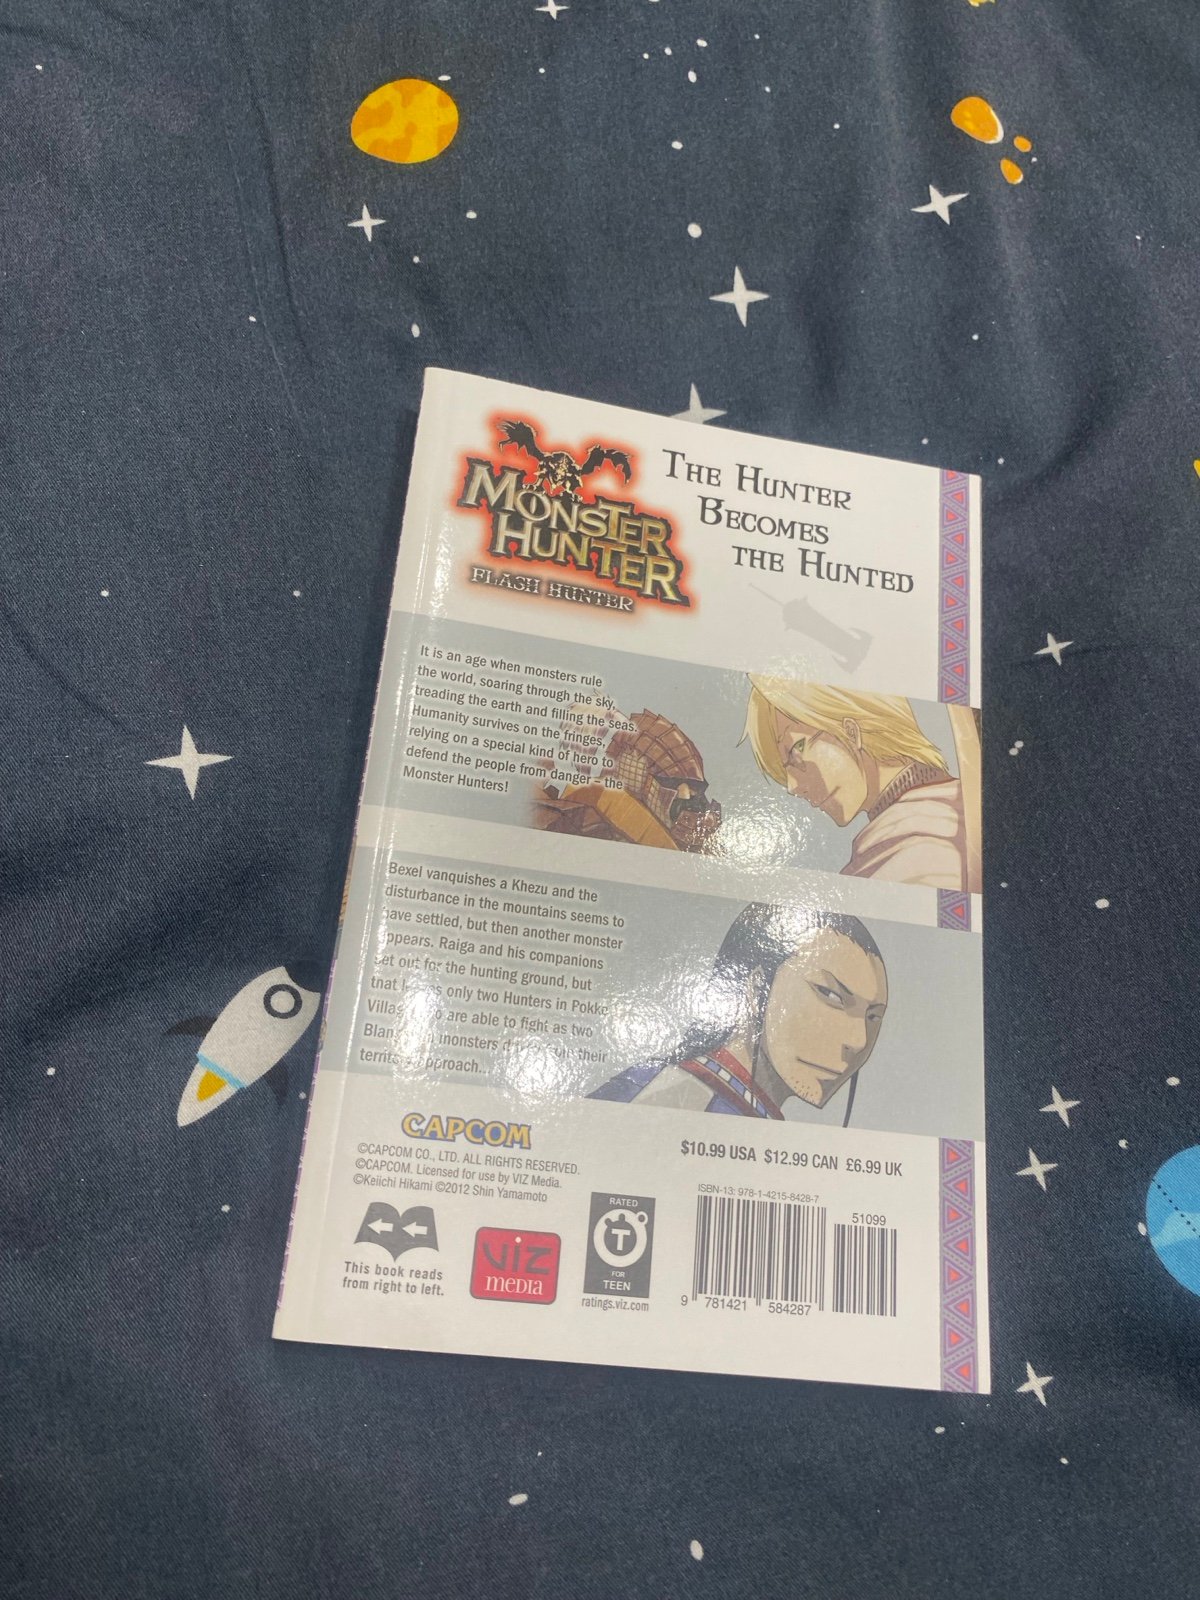 MONSTER
HUNTER
FLASH HUNTER
THE HUNTER
BECOMES
THE HUNTED
It is an age when monsters rule
the world, soaring through the sky,
treading the earth and filling the seas.
Humanity survives on the fringes,
relying on a special kind of hero to
defend the people from danger – the
Monster Hunters!
Bexel vanquishes a Khezu and the
disturbance in the mountains seems to
have settled, but then another monster
appears. Raiga and his companions
set out for the hunting ground, but
that only two Hunters in Pokke
are able to fight as two
monsters their
approach...
CAPCOM
©CAPCOM CO., LTD. ALL RIGHTS RESERVED.
©CAPCOM. Licensed for use by VIZ Media.
©Keiichi Hikami ©2012 Shin Yamamoto
This book reads
from right to left.
VIZ
MEDIA
RATED
T
FOR
TEEN
ratings.viz.com
$10.99 USA $12.99 CAN £6.99 UK
ISBN-13: 978-1-4215-8428-7
51099
9 781421 584287